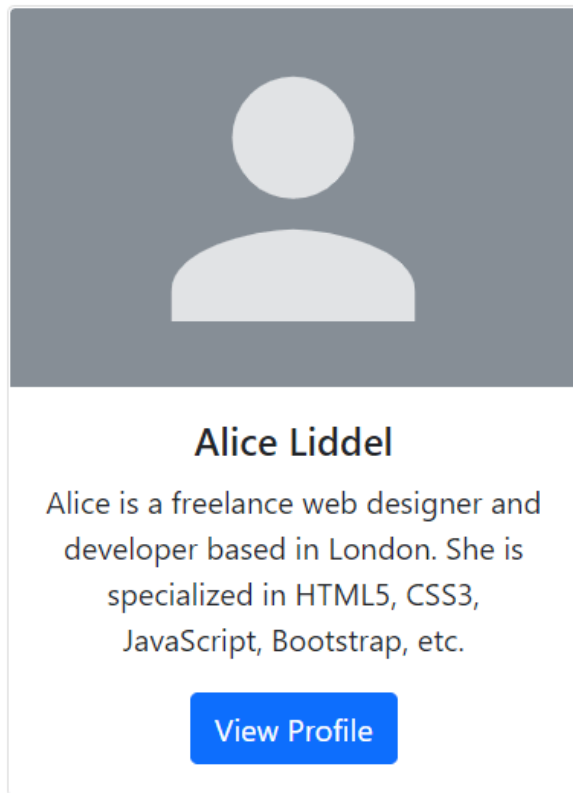 Alice Liddel
Alice is a freelance web designer and
developer based in London. She is
specialized in HTML5, CSS3,
JavaScript, Bootstrap, etc.
View Profile